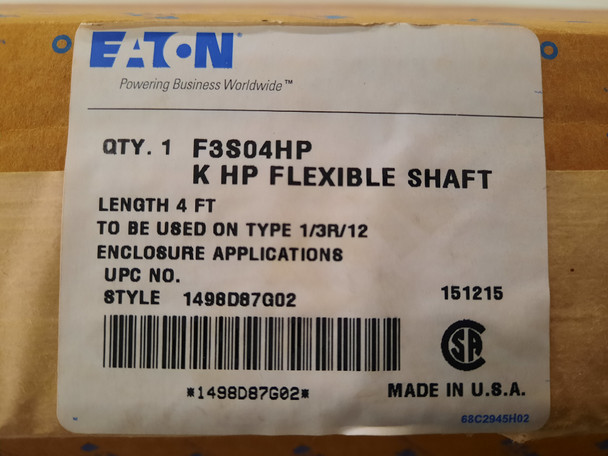 EATON
Powering Business Worldwide™
QTY. 1 F3S04HP
K HP FLEXIBLE SHAFT
LENGTH 4 FT
TO BE USED ON TYPE 1/3R/12
ENCLOSURE APPLICATIONS
UPC NO.
STYLE 1498D87G02 151215
SA
*1498D87G02* MADE IN U.S.A.
68C2945H02